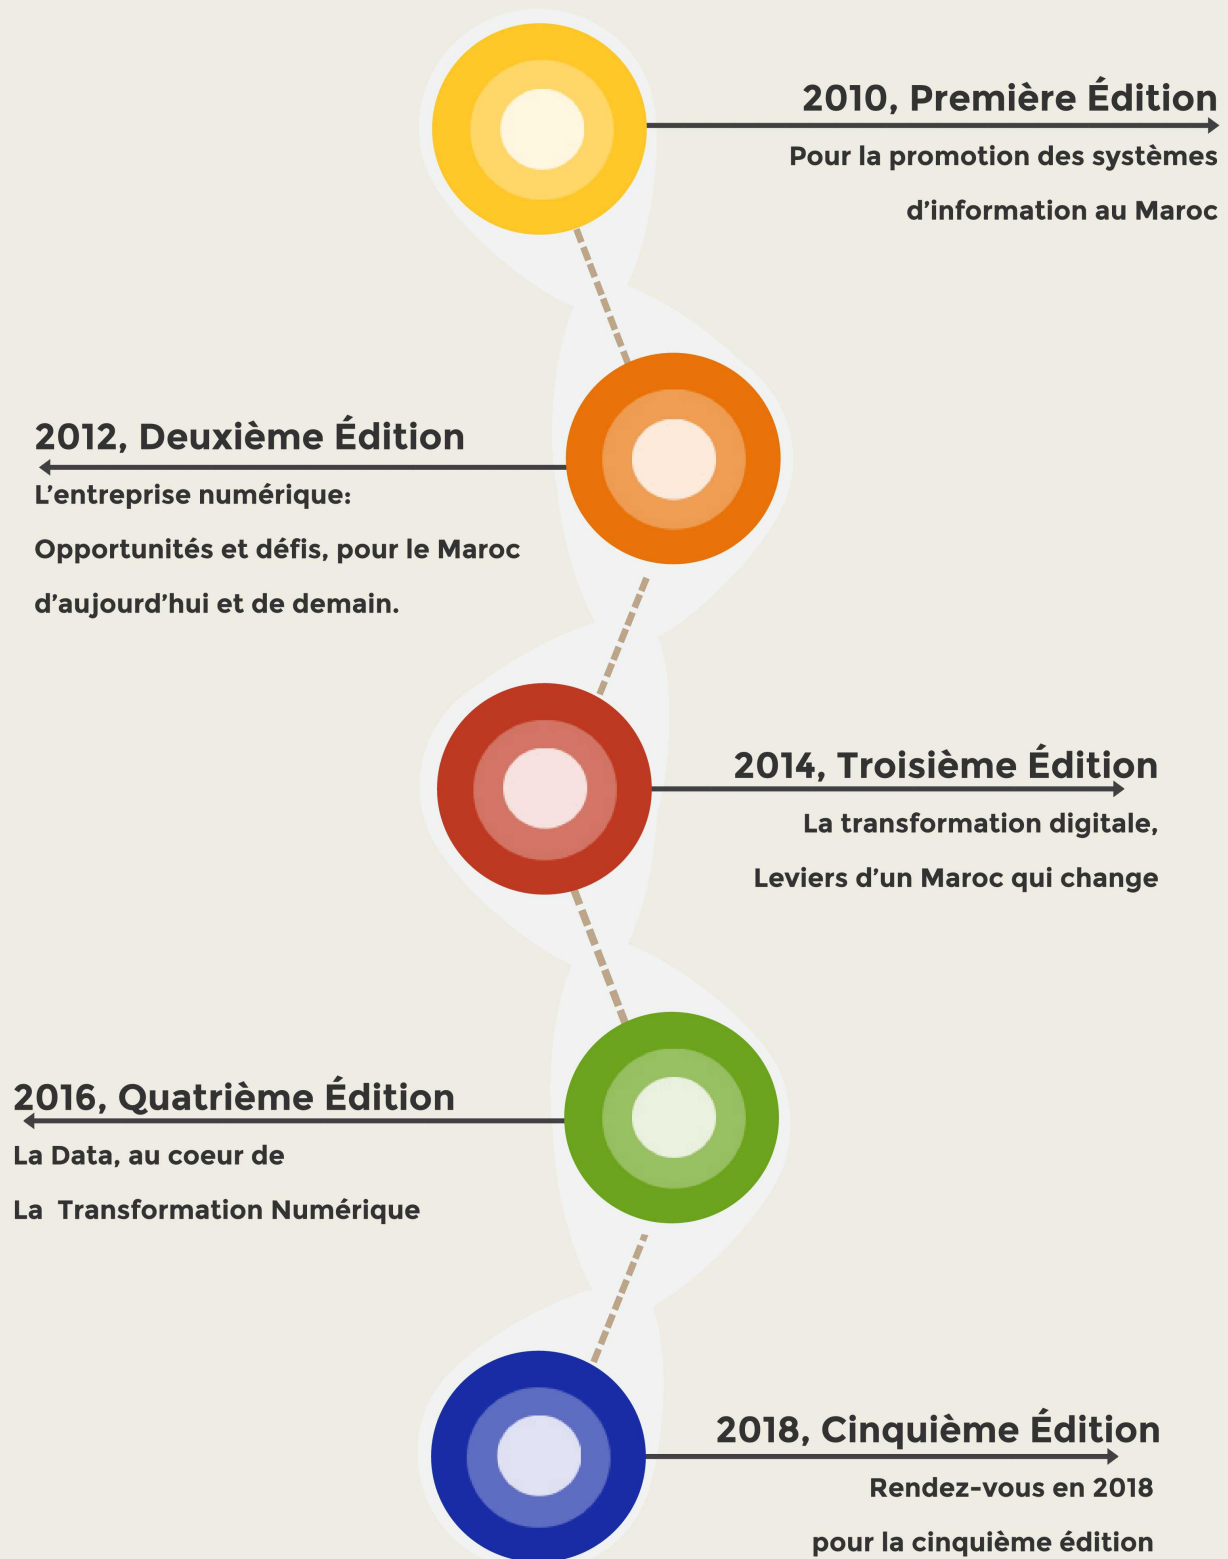 2010, Première Édition
Pour la promotion des systèmes
d’information au Maroc
2012, Deuxième Édition
L’entreprise numérique:
Opportunités et défis, pour le Maroc
d’aujourd’hui et de demain.
2014, Troisième Édition
La transformation digitale,
Leviers d’un Maroc qui change
2016, Quatrième Édition
La Data, au coeur de
La  Transformation Numérique
2018, Cinquième Édition
Rendez-vous en 2018
pour la cinquième édition